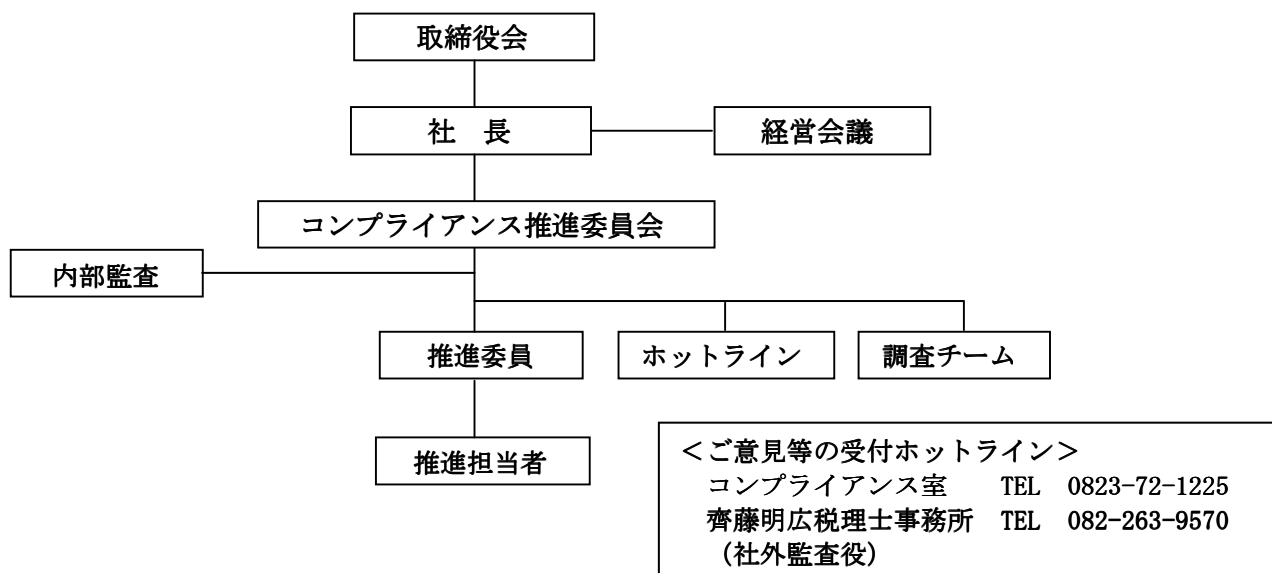 取締役会
社　長
経営会議
コンプライアンス推進委員会
内部監査
推進委員
ホットライン
調査チーム
推進担当者
＜ご意見等の受付ホットライン＞
コンプライアンス室　TEL　0823-72-1225
齊藤明広税理士事務所　TEL　082-263-9570
（社外監査役）